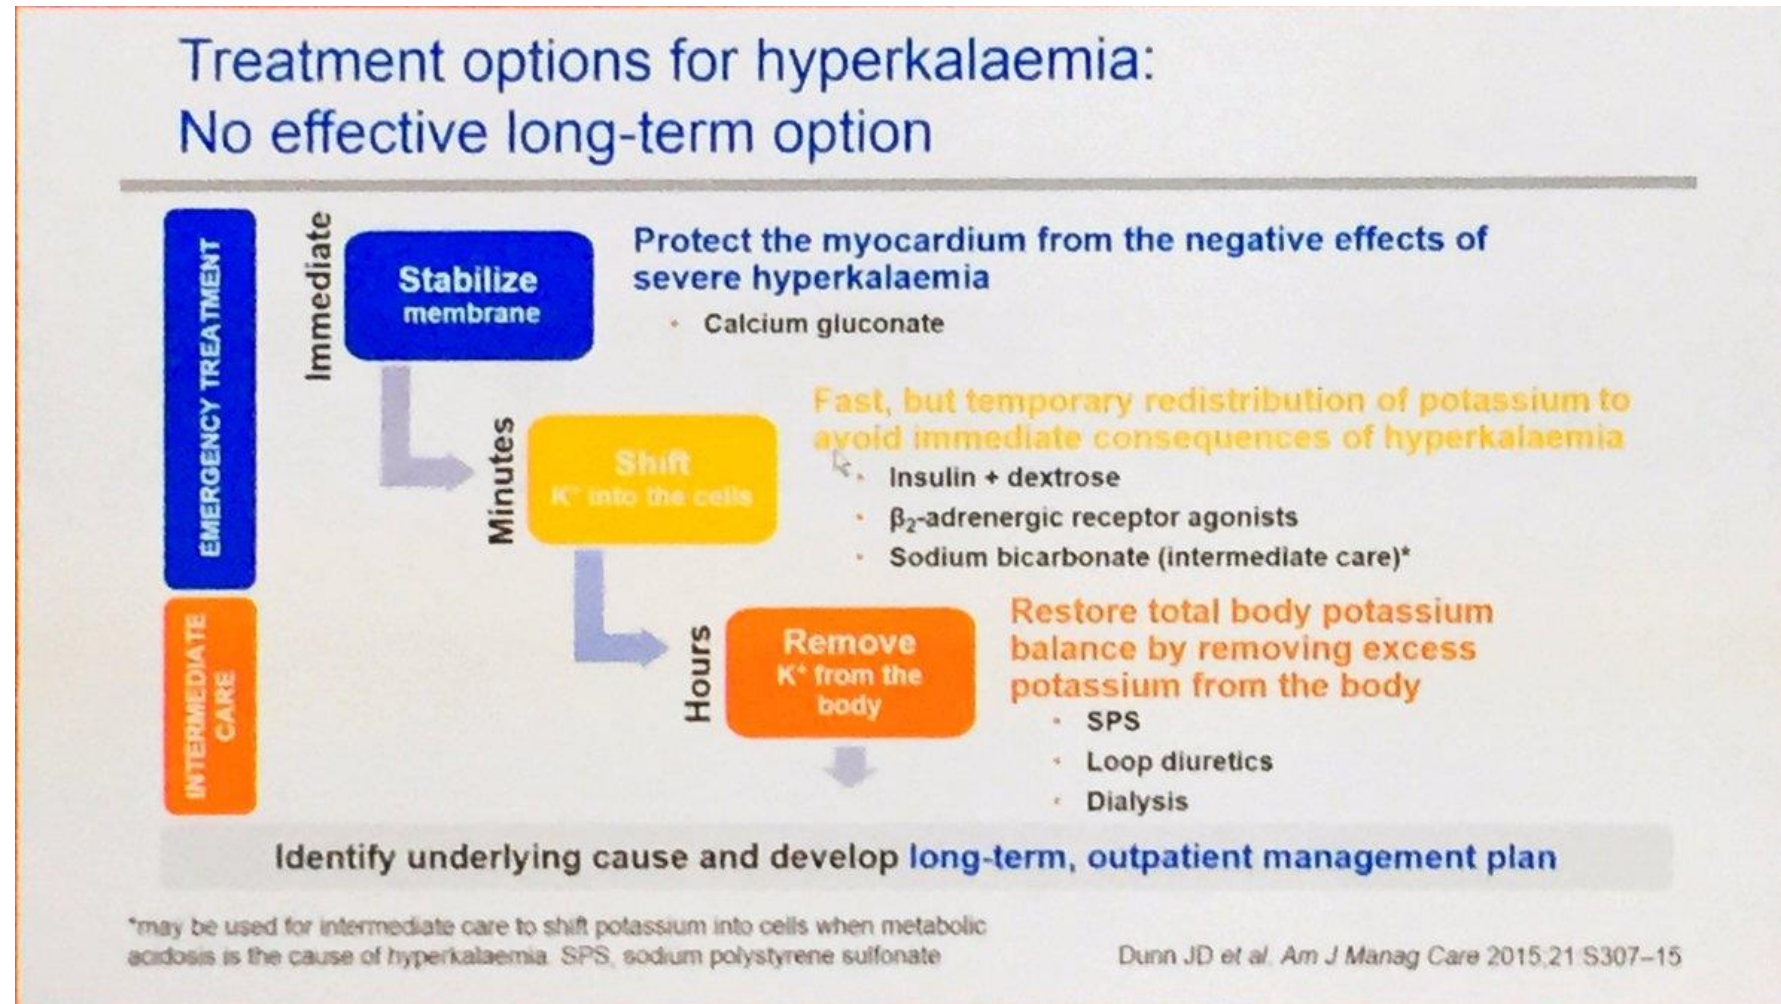 Treatment options for hyperkalaemia:
No effective long-term option
EMERGENCY TREATMENT
Immediate
Stabilize
membrane
Protect the myocardium from the negative effects of
severe hyperkalaemia
• Calcium gluconate
Minutes
Shift
K⁺ into the cells
Fast, but temporary redistribution of potassium to
avoid immediate consequences of hyperkalaemia
• Insulin + dextrose
• β₂-adrenergic receptor agonists
• Sodium bicarbonate (intermediate care)*
INTERMEDIATE
CARE
Hours
Remove
K⁺ from the
body
Restore total body potassium
balance by removing excess
potassium from the body
• SPS
• Loop diuretics
• Dialysis
Identify underlying cause and develop long-term, outpatient management plan
*may be used for intermediate care to shift potassium into cells when metabolic
acidosis is the cause of hyperkalaemia. SPS, sodium polystyrene sulfonate
Dunn JD et al. Am J Manag Care 2015;21:S307–15